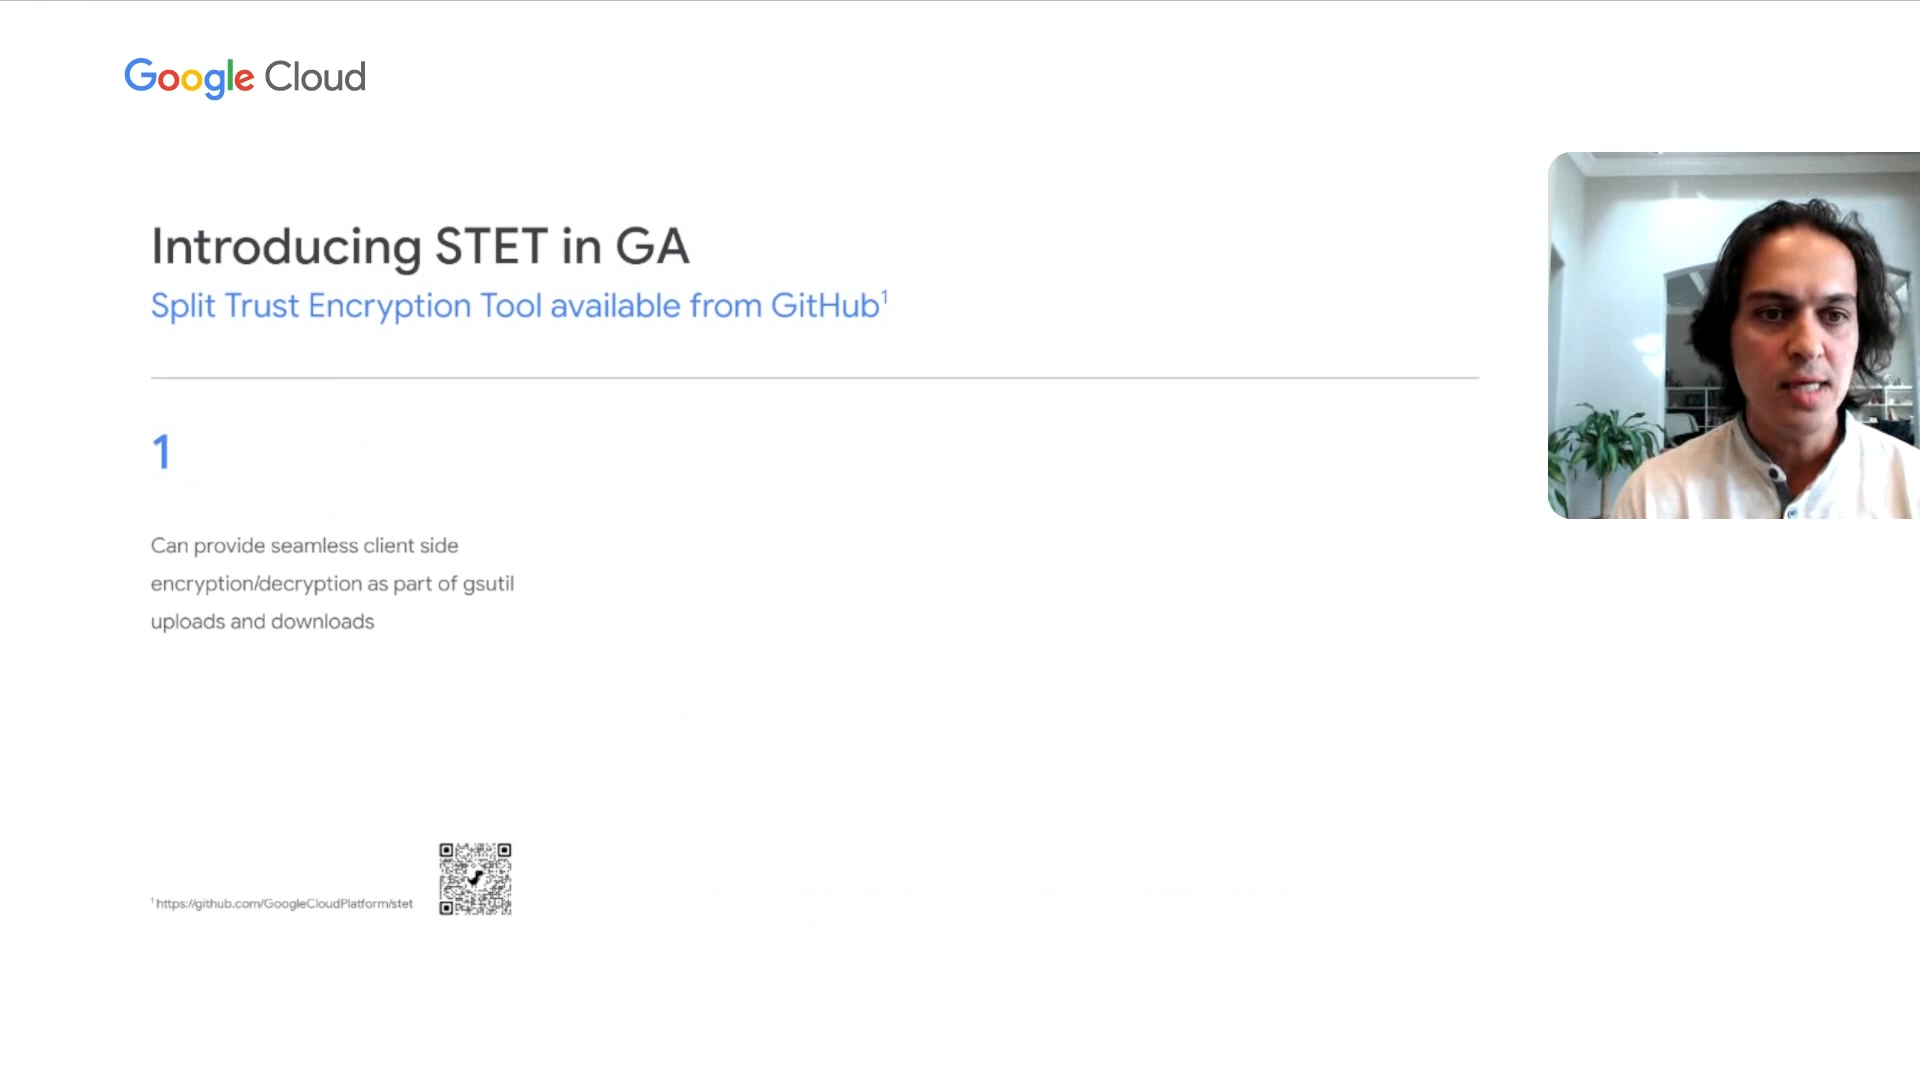 Google Cloud
Introducing STET in GA
Split Trust Encryption Tool available from GitHub¹
1
Can provide seamless client side
encryption/decryption as part of gsutil
uploads and downloads
¹ https://github.com/GoogleCloudPlatform/stet